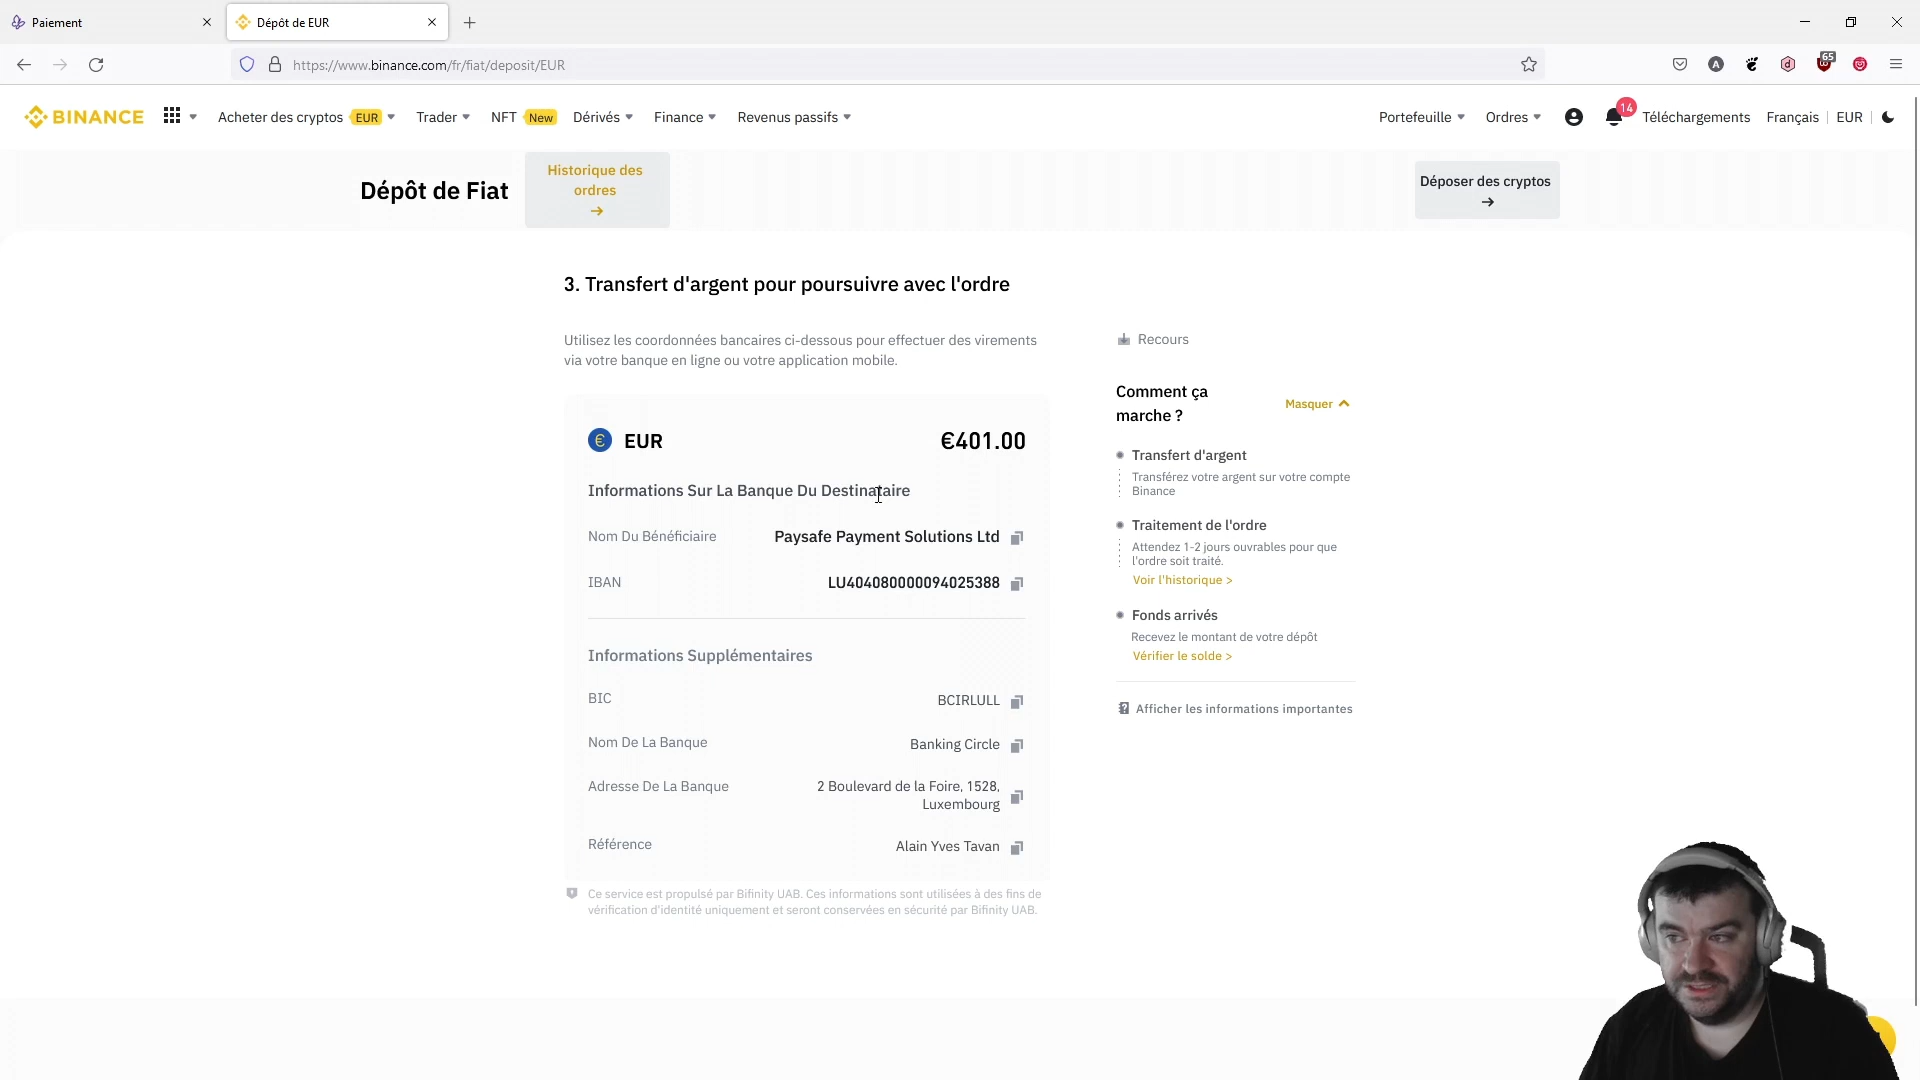 Paiement
Dépôt de EUR
https://www.binance.com/fr/fiat/deposit/EUR
65
BINANCE
Acheter des cryptos EUR
Trader
NFT New
Dérivés
Finance
Revenus passifs
Portefeuille
Ordres
14
Téléchargements
Français
EUR
Dépôt de Fiat
Historique des
ordres
→
Déposer des cryptos
→
3. Transfert d'argent pour poursuivre avec l'ordre
Utilisez les coordonnées bancaires ci-dessous pour effectuer des virements
via votre banque en ligne ou votre application mobile.
€ EUR
€401.00
Informations Sur La Banque Du Destinataire
Nom Du Bénéficiaire
Paysafe Payment Solutions Ltd
IBAN
LU404080000094025388
Informations Supplémentaires
BIC
BCIRLULL
Nom De La Banque
Banking Circle
Adresse De La Banque
2 Boulevard de la Foire, 1528,
Luxembourg
Référence
Alain Yves Tavan
Ce service est propulsé par Bifinity UAB. Ces informations sont utilisées à des fins de
vérification d'identité uniquement et seront conservées en sécurité par Bifinity UAB.
Recours
Comment ça
marche ?
Masquer
Transfert d'argent
Transférez votre argent sur votre compte
Binance
Traitement de l'ordre
Attendez 1-2 jours ouvrables pour que
l'ordre soit traité.
Voir l'historique >
Fonds arrivés
Recevez le montant de votre dépôt
Vérifier le solde >
Afficher les informations importantes